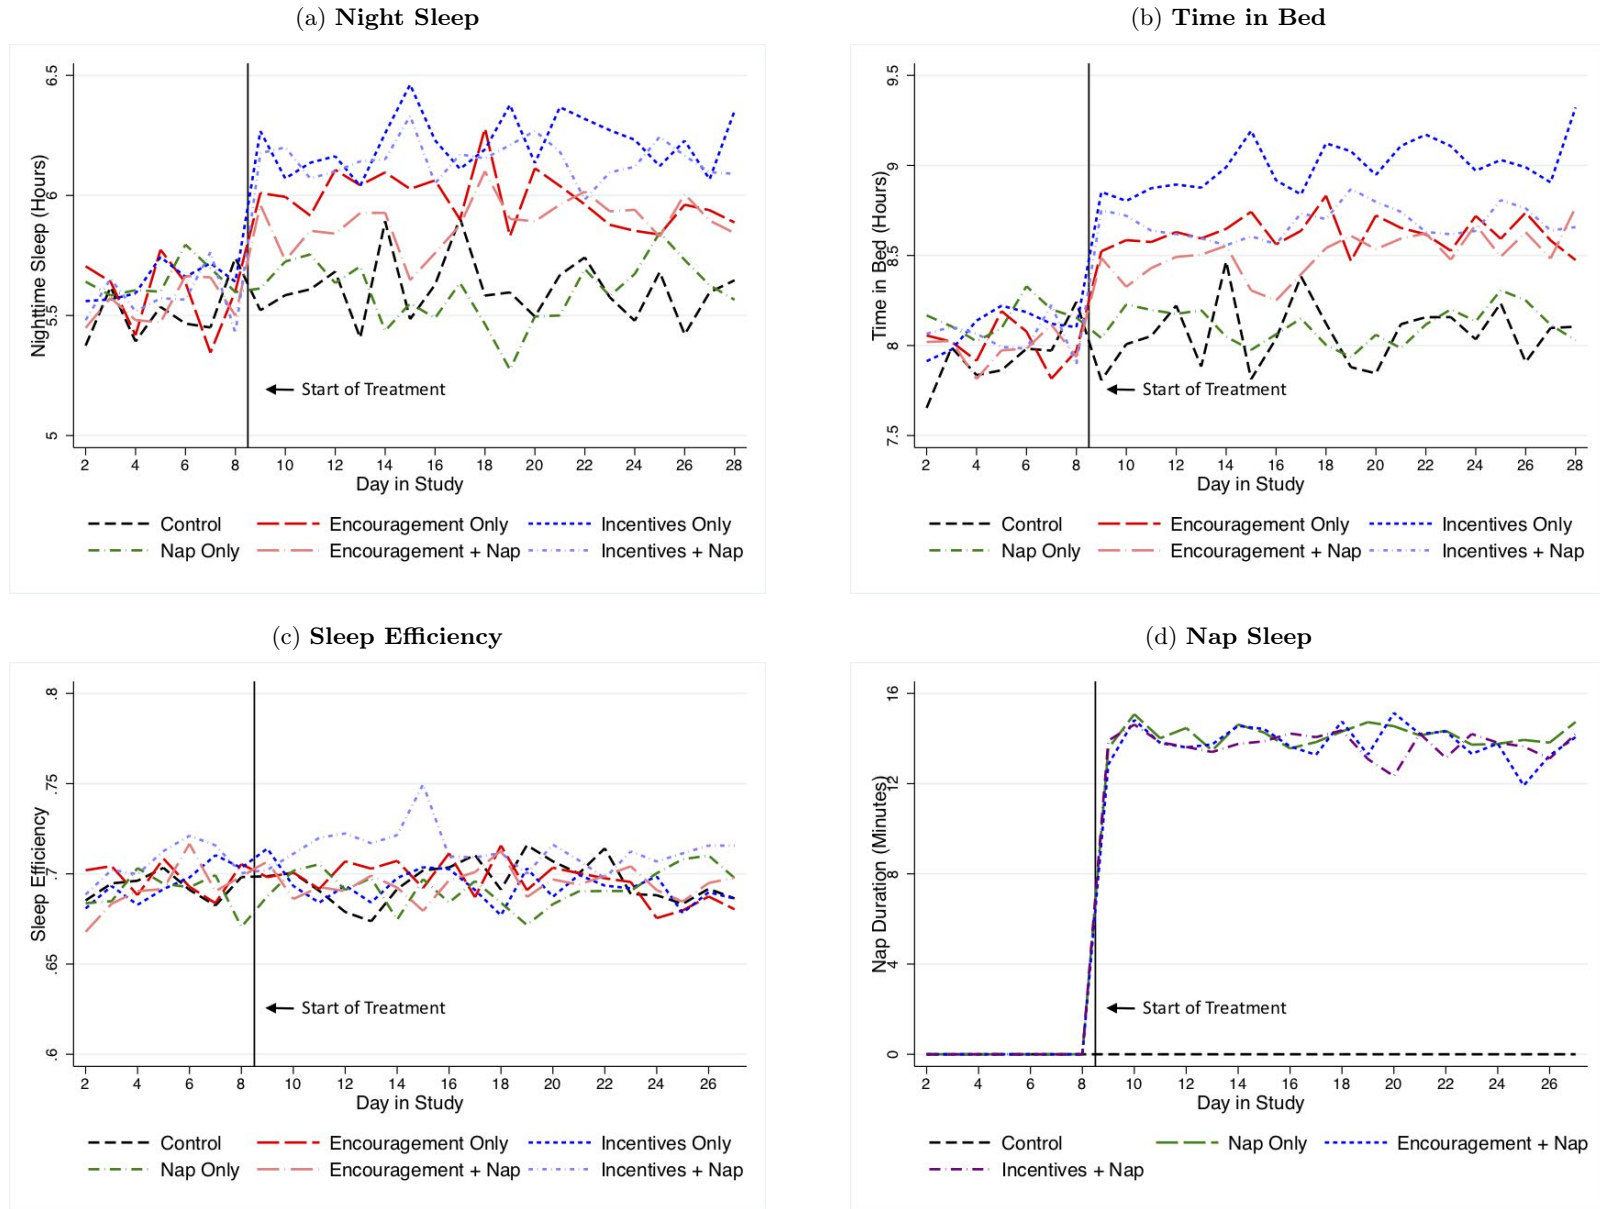 (a) Night Sleep
Nighttime Sleep (Hours)
6.5
6
5.5
5
Start of Treatment
2 4 6 8 10 12 14 16 18 20 22 24 26 28
Day in Study
Control Encouragement Only Incentives Only
Nap Only Encouragement + Nap Incentives + Nap
(b) Time in Bed
Time in Bed (Hours)
9.5
9
8.5
8
7.5
Start of Treatment
2 4 6 8 10 12 14 16 18 20 22 24 26 28
Day in Study
Control Encouragement Only Incentives Only
Nap Only Encouragement + Nap Incentives + Nap
(c) Sleep Efficiency
Sleep Efficiency
.8
.75
.7
.65
.6
Start of Treatment
2 4 6 8 10 12 14 16 18 20 22 24 26
Day in Study
Control Encouragement Only Incentives Only
Nap Only Encouragement + Nap Incentives + Nap
(d) Nap Sleep
Nap Duration (Minutes)
16
12
8
4
0
Start of Treatment
2 4 6 8 10 12 14 16 18 20 22 24 26
Day in Study
Control Nap Only Encouragement + Nap
Incentives + Nap